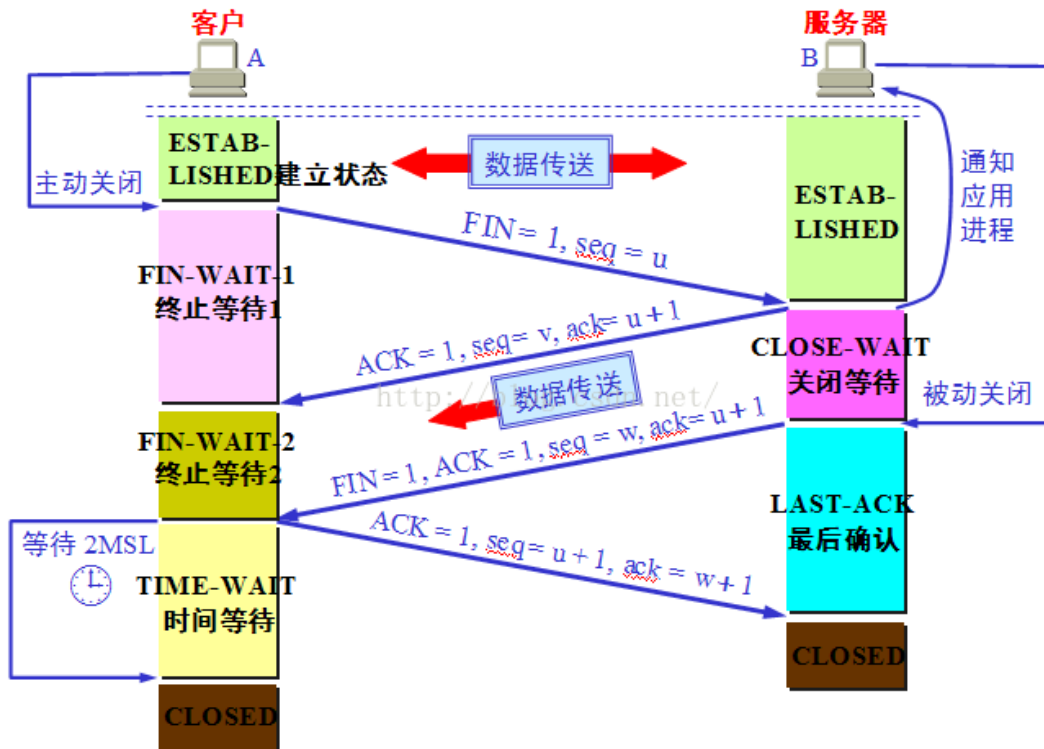 客户
服务器
A
B
ESTAB-
LISHED建立状态
数据传送
通知
应用
进程
主动关闭
ESTAB-
LISHED
FIN = 1, seq = u
FIN-WAIT-1
终止等待1
ACK = 1, seq= v, ack= u + 1
CLOSE-WAIT
关闭等待
数据传送
被动关闭
FIN-WAIT-2
终止等待2
FIN=1, ACK = 1, seq = w, ack= u + 1
LAST-ACK
最后确认
等待 2MSL
ACK = 1, seq= u + 1, ack = w + 1
TIME-WAIT
时间等待
CLOSED
CLOSED